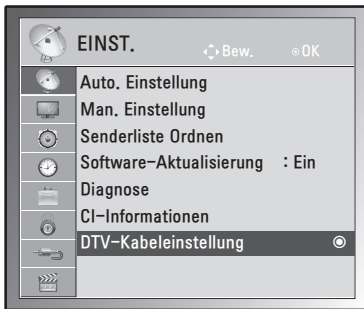 EINST.
Bew. OK
Auto. Einstellung
Man. Einstellung
Senderliste Ordnen
Software-Aktualisierung : Ein
Diagnose
CI-Informationen
DTV-Kabeleinstellung